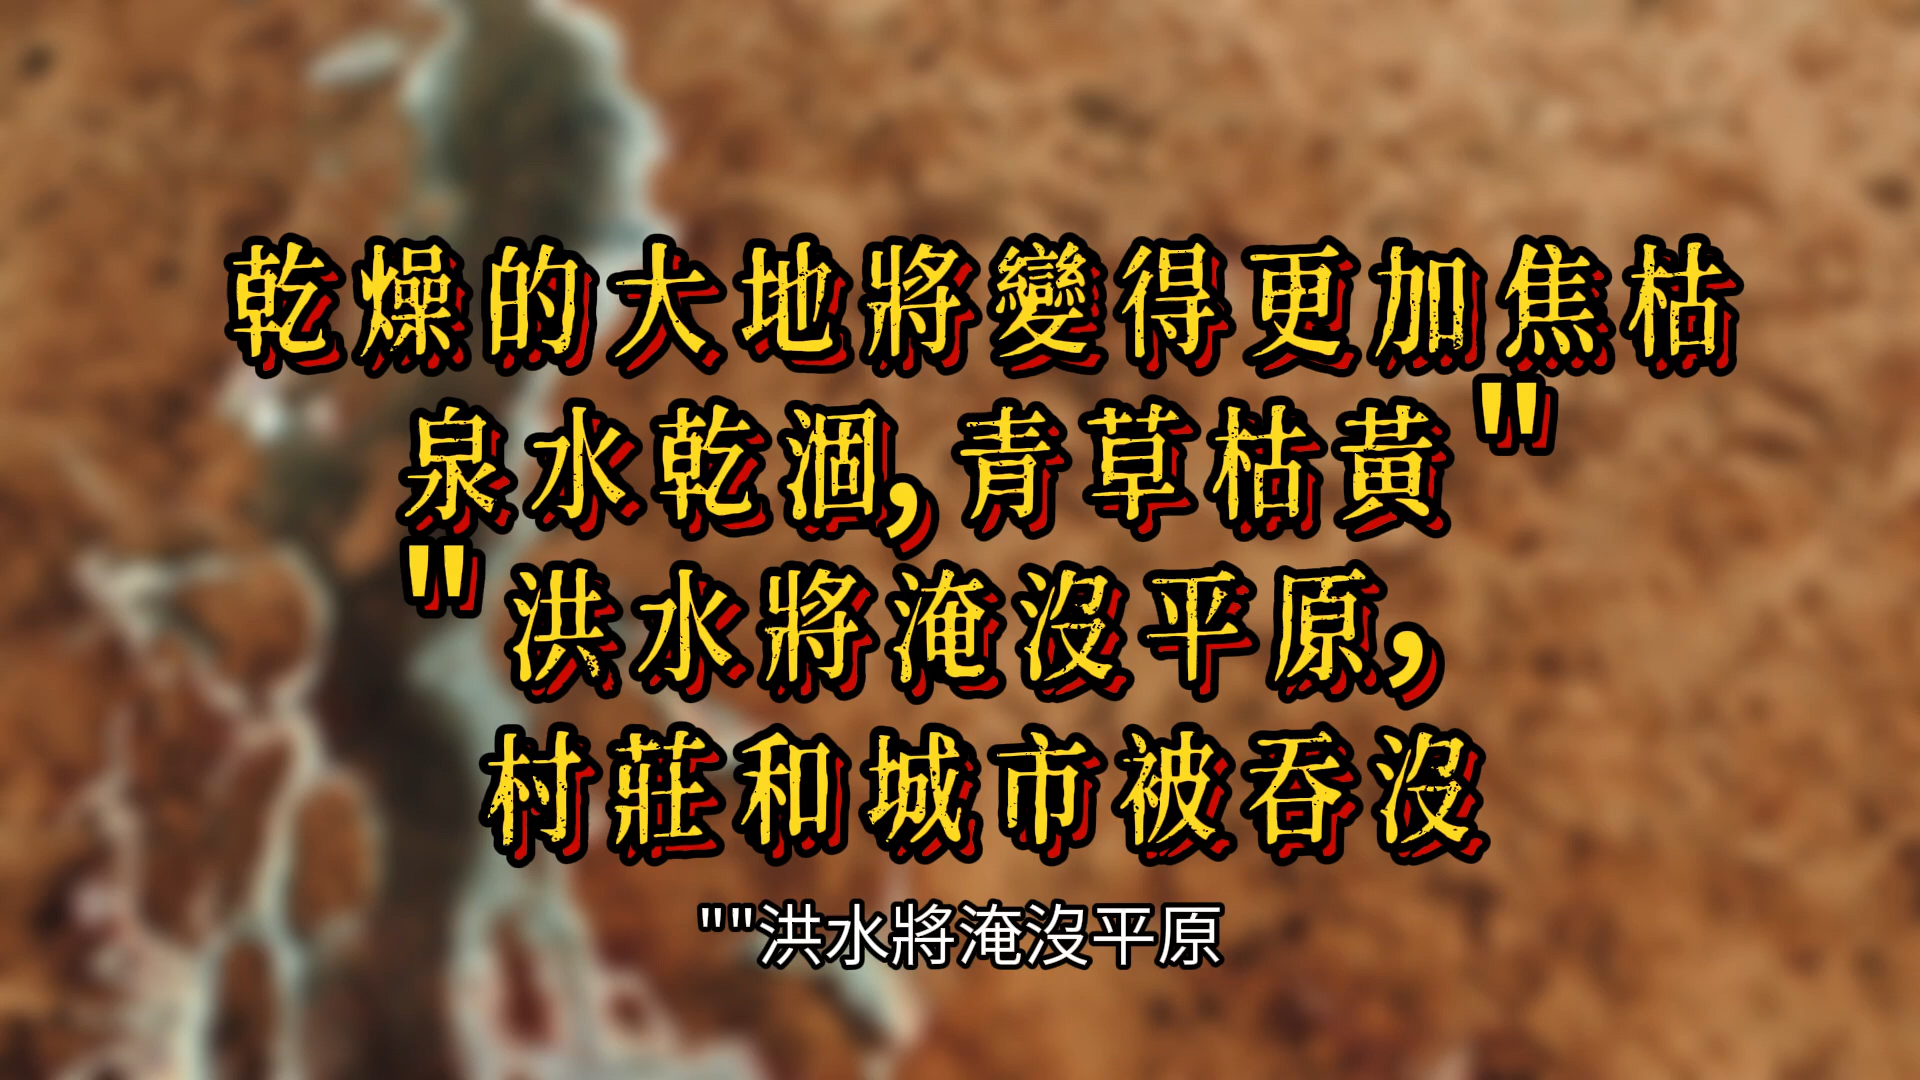 乾燥的大地將變得更加焦枯
泉水乾涸,青草枯黃"
"洪水將淹沒平原,
村莊和城市被吞沒
""洪水將淹沒平原